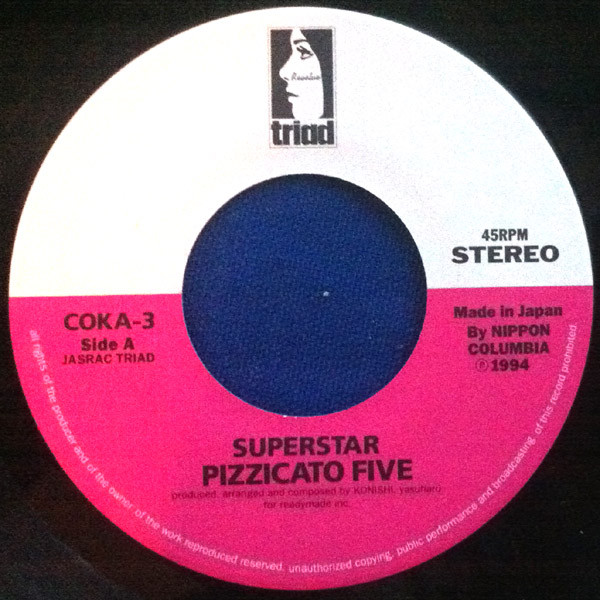 Readymade
triad
45RPM
STEREO
COKA-3
Side A
JASRAC TRIAD
Made in Japan
By NIPPON
COLUMBIA
℗1994
SUPERSTAR
PIZZICATO FIVE
produced, arranged and composed by KONISHI, yasuharu
for readymade inc.
all rights of the producer and of the owner of the work reproduced reserved. unauthorized copying, public performance and broadcasting of this record prohibited.